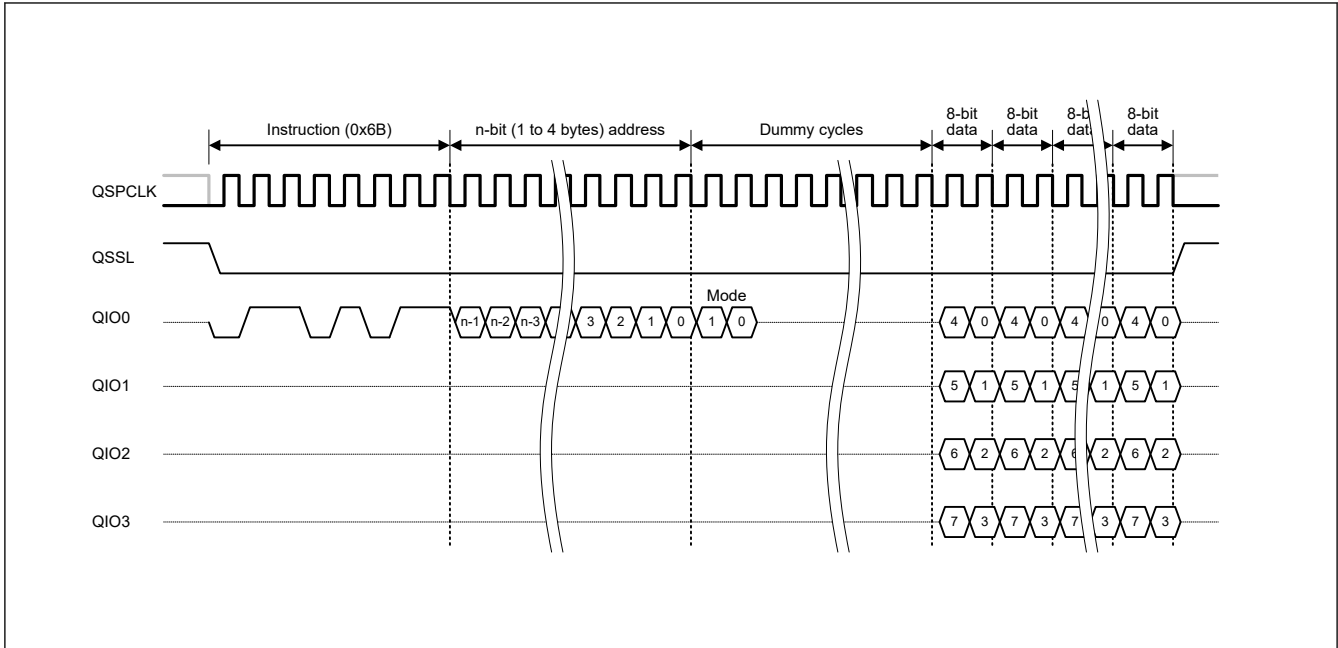 8-bit data 8-bit data 8-b dat 8-bit data
Instruction (0x6B) n-bit (1 to 4 bytes) address Dummy cycles
QSPCLK
QSSL
Mode
QIO0 n-1 n-2 n-3 3 2 1 0 1 0 4 0 4 0 4 0 4 0
QIO1 5 1 5 1 5 1 5 1
QIO2 6 2 6 2 6 2 6 2
QIO3 7 3 7 3 7 3 7 3